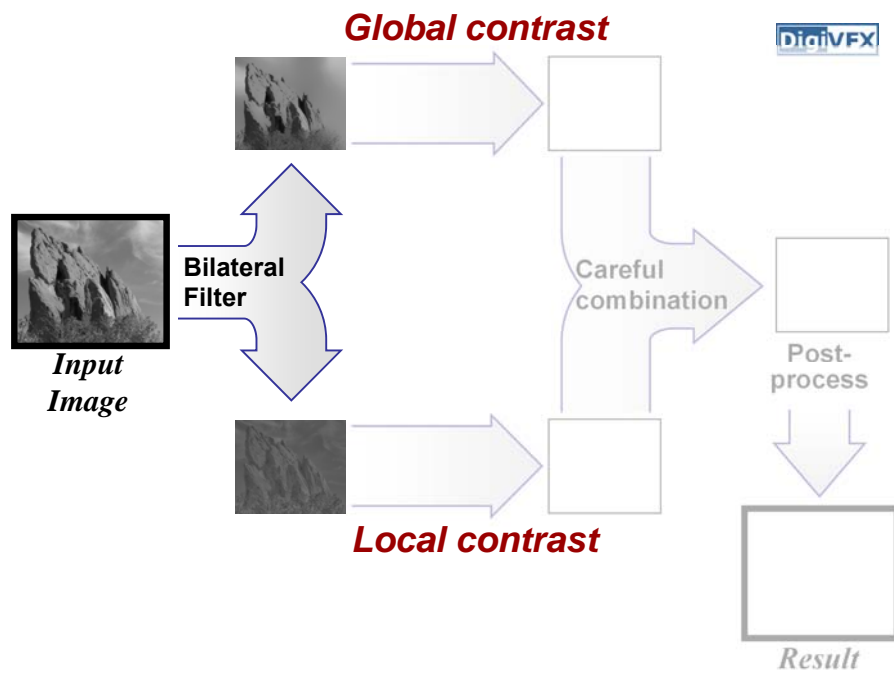 Global contrast
DigiVFX
Bilateral
Filter
Input
Image
Careful
combination
Post-
process
Local contrast
Result